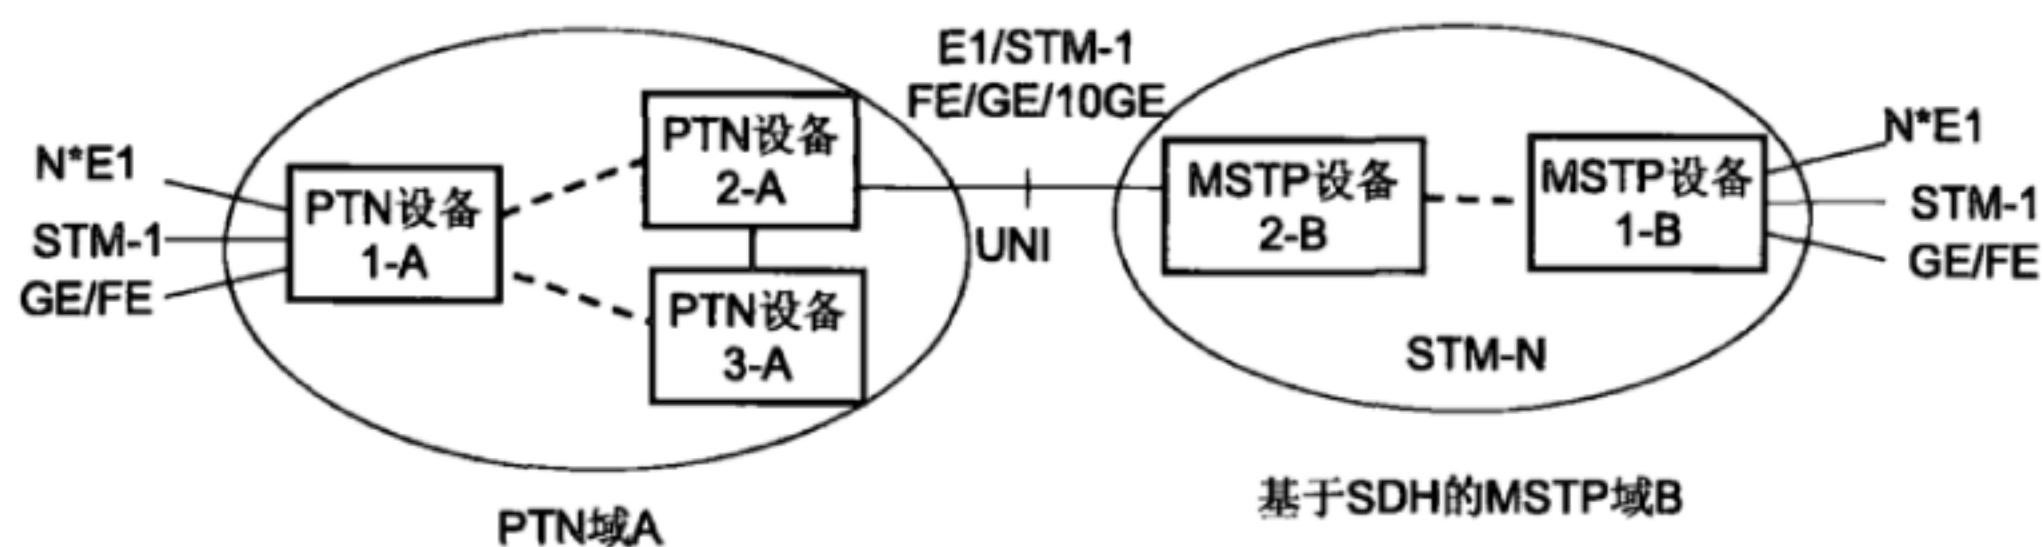 E1/STM-1
FE/GE/10GE
N*E1
STM-1
GE/FE
PTN设备
1-A
PTN设备
2-A
PTN设备
3-A
UNI
MSTP设备
2-B
MSTP设备
1-B
N*E1
STM-1
GE/FE
STM-N
PTN域A
基于SDH的MSTP域B